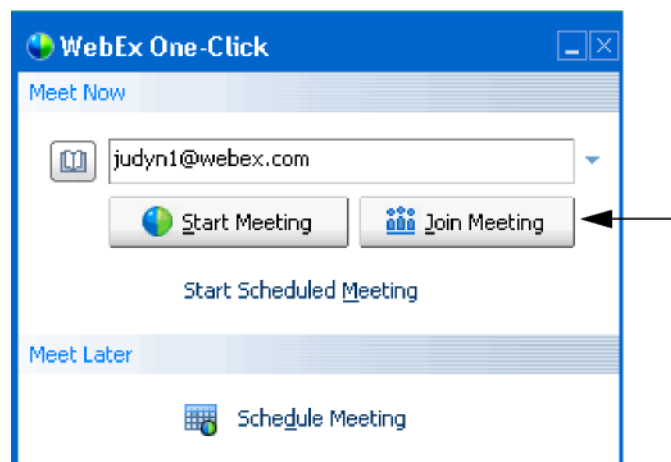 WebEx One-Click
Meet Now
judyn1@webex.com
Start Meeting Join Meeting
Start Scheduled Meeting
Meet Later
Schedule Meeting